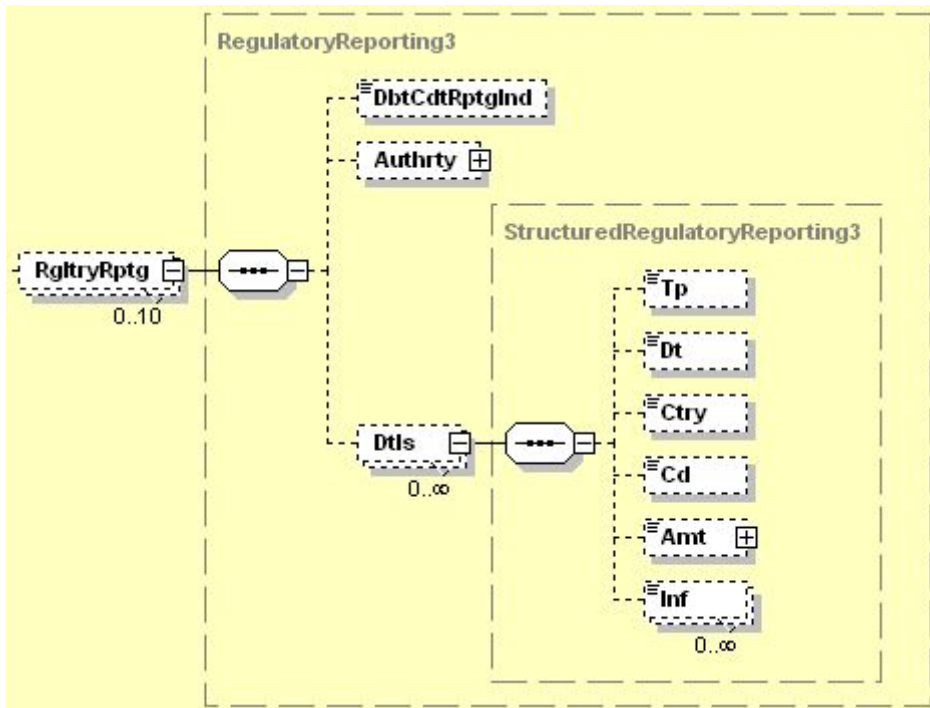 RegulatoryReporting3
DbtCdtRptgInd
Authrty
StructuredRegulatoryReporting3
RgltryRptg
0..10
Tp
Dt
Ctry
Dtls
0..∞
Cd
Amt
Inf
0..∞